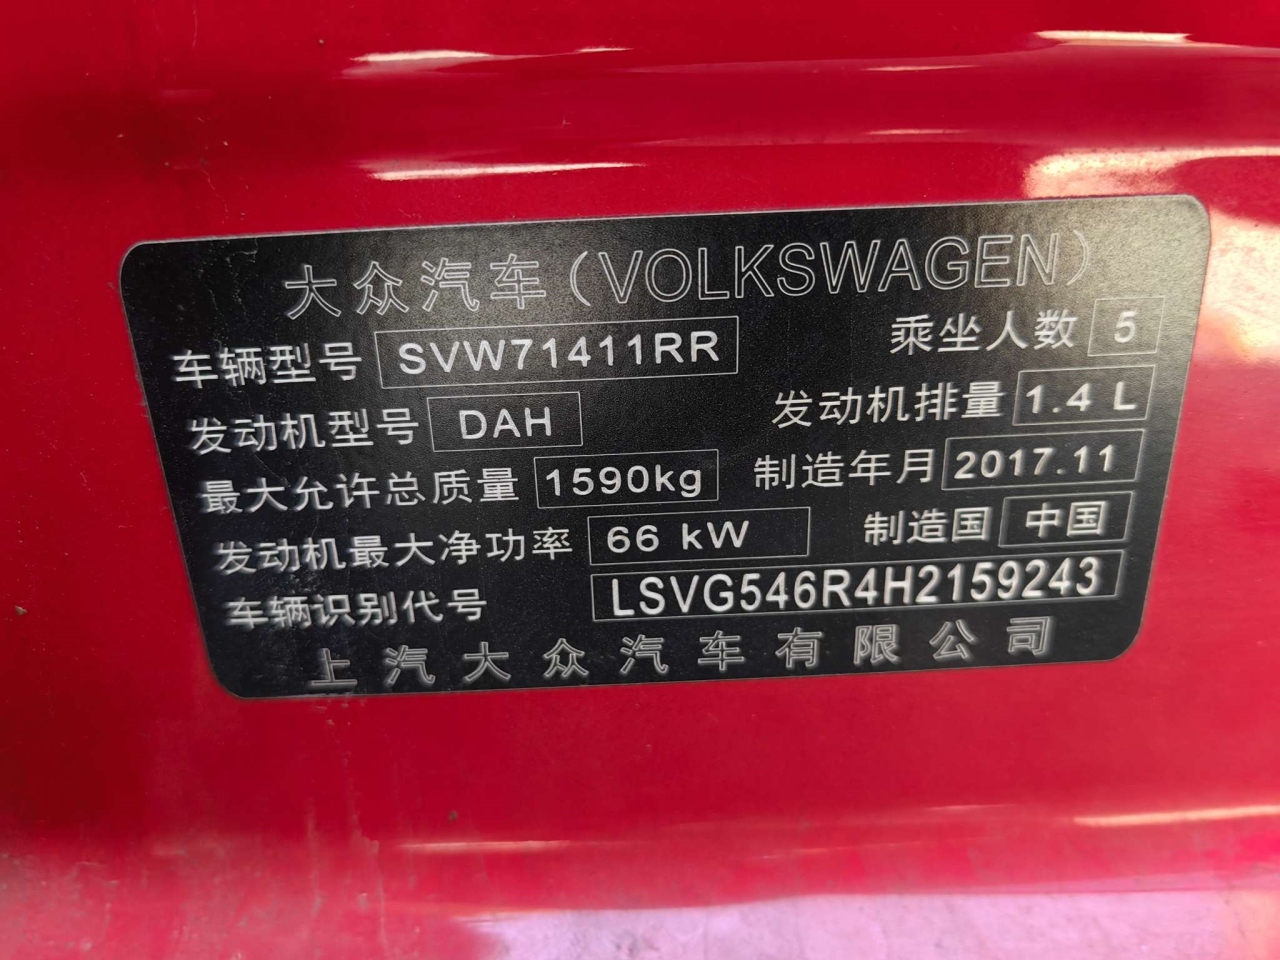 大众汽车(VOLKSWAGEN)
车辆型号 SVW71411RR 乘坐人数 5
发动机型号 DAH 发动机排量 1.4 L
最大允许总质量 1590kg 制造年月 2017.11
发动机最大净功率 66 kW 制造国 中国
车辆识别代号 LSVG546R4H2159243
上汽大众汽车有限公司